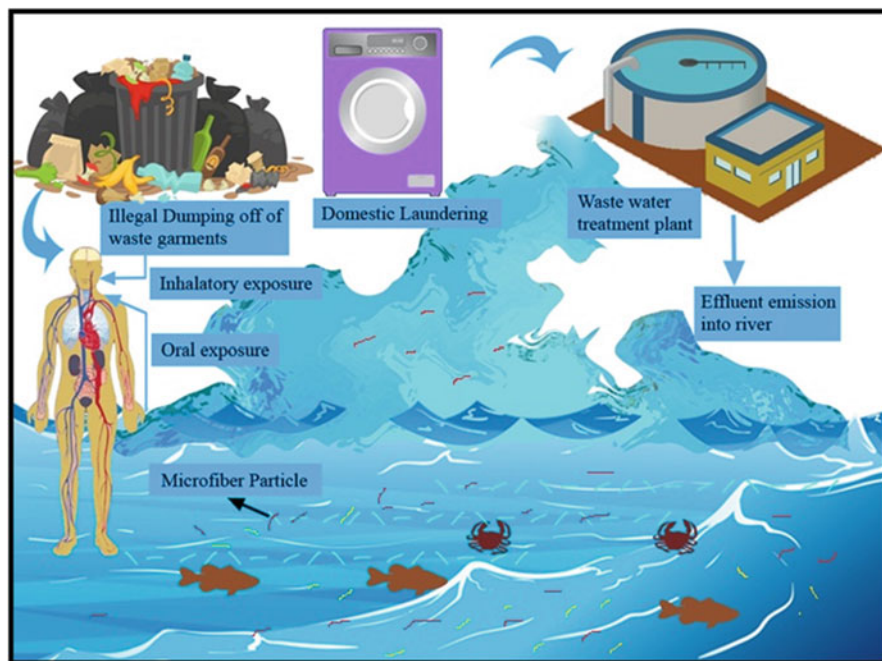 Illegal Dumping off of
waste garments
Domestic Laundering
Waste water
treatment plant
Inhalatory exposure
Effluent emission
into river
Oral exposure
Microfiber Particle